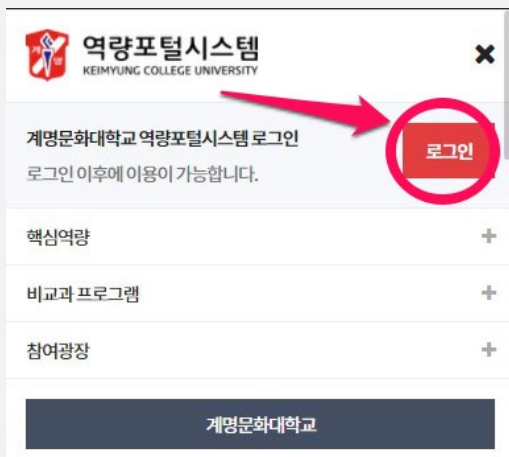 역량포털시스템
KEIMYUNG COLLEGE UNIVERSITY
계명문화대학교 역량포털시스템 로그인
로그인 이후에 이용이 가능합니다.
로그인
핵심역량
비교과 프로그램
참여광장
계명문화대학교